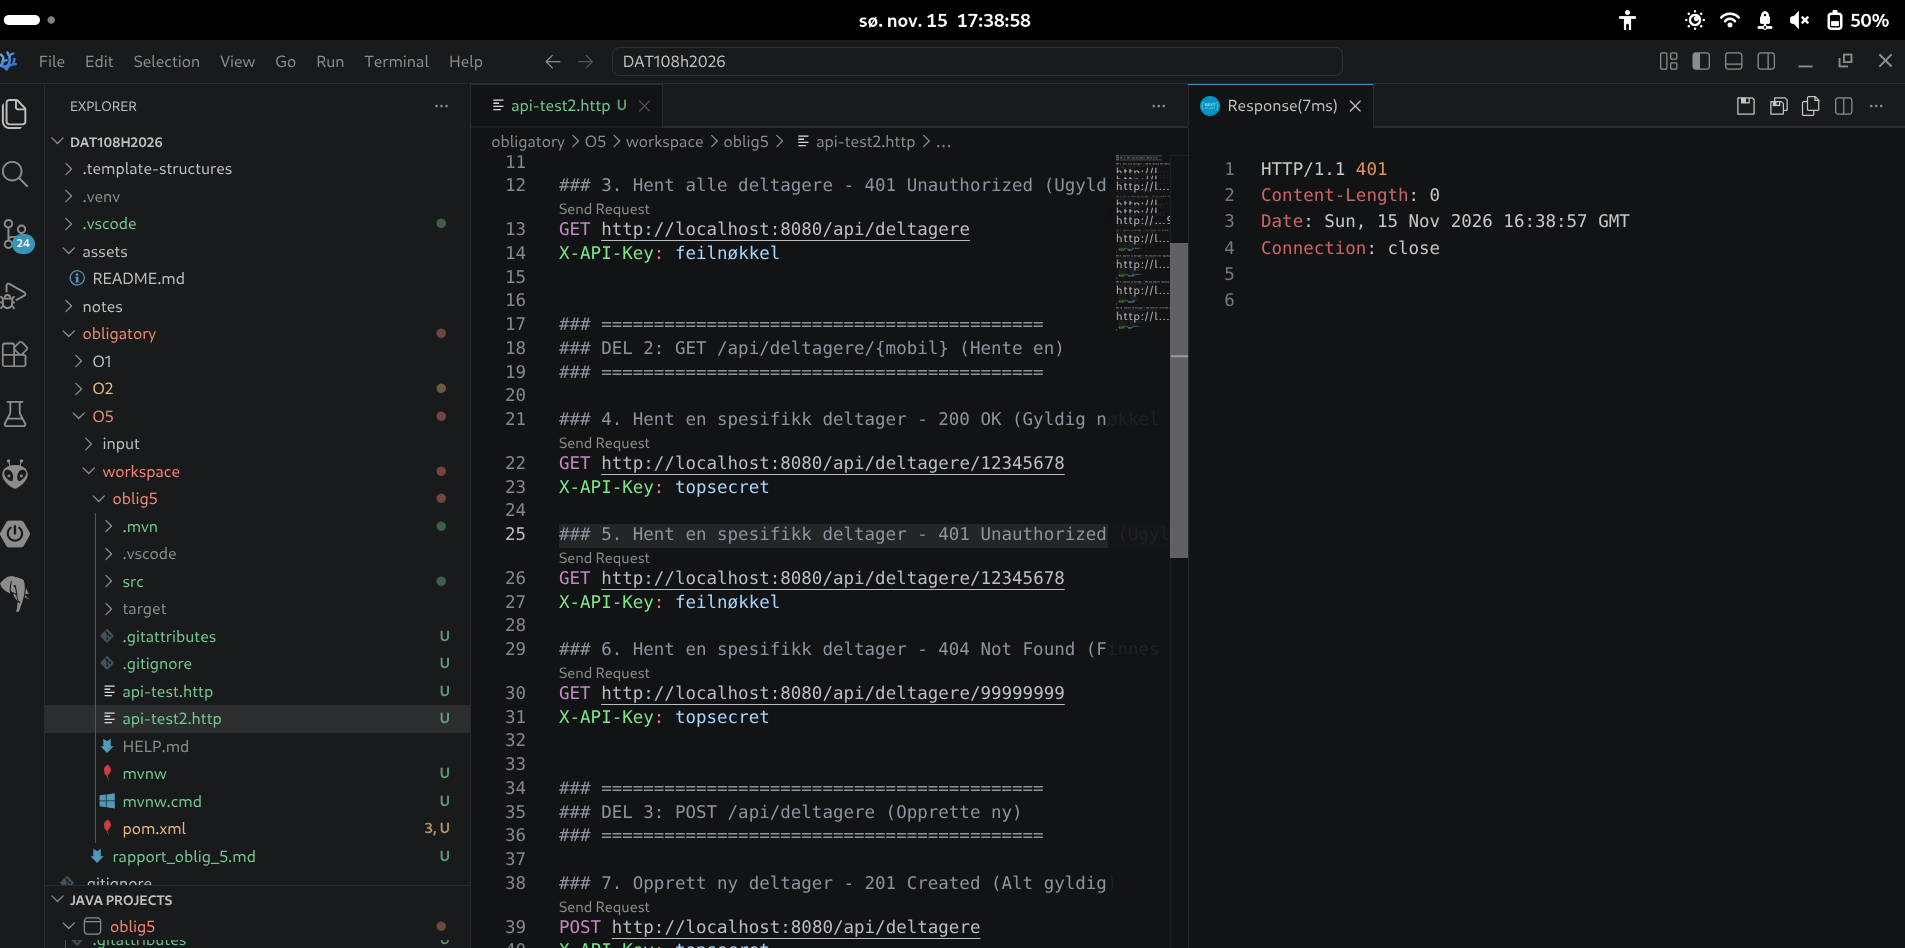 sø. nov. 15 17:38:58
50%
File Edit Selection View Go Run Terminal Help
DAT108h2026
EXPLORER
DAT108H2026
.template-structures
.venv
.vscode
assets
README.md
notes
obligatory
O1
O2
O5
input
workspace
oblig5
.mvn
.vscode
src
target
.gitattributes U
.gitignore U
api-test.http U
api-test2.http U
HELP.md
mvnw U
mvnw.cmd U
pom.xml 3, U
rapport_oblig_5.md U
.gitignore
JAVA PROJECTS
oblig5
.gitattributes U
24
api-test2.http U
obligatory > O5 > workspace > oblig5 > api-test2.http > ...
11
12 ### 3. Hent alle deltagere - 401 Unauthorized (Ugyld
Send Request
13 GET http://localhost:8080/api/deltagere
14 X-API-Key: feilnøkkel
15
16
17 ### ==========================================
18 ### DEL 2: GET /api/deltagere/{mobil} (Hente en)
19 ### ==========================================
20
21 ### 4. Hent en spesifikk deltager - 200 OK (Gyldig nøkkel
Send Request
22 GET http://localhost:8080/api/deltagere/12345678
23 X-API-Key: topsecret
24
25 ### 5. Hent en spesifikk deltager - 401 Unauthorized (Ugyl
Send Request
26 GET http://localhost:8080/api/deltagere/12345678
27 X-API-Key: feilnøkkel
28
29 ### 6. Hent en spesifikk deltager - 404 Not Found (Finnes
Send Request
30 GET http://localhost:8080/api/deltagere/99999999
31 X-API-Key: topsecret
32
33
34 ### ==========================================
35 ### DEL 3: POST /api/deltagere (Opprette ny)
36 ### ==========================================
37
38 ### 7. Opprett ny deltager - 201 Created (Alt gyldig)
Send Request
39 POST http://localhost:8080/api/deltagere
40 X-API-Key: topsecret
Response(7ms)
1 HTTP/1.1 401
2 Content-Length: 0
3 Date: Sun, 15 Nov 2026 16:38:57 GMT
4 Connection: close
5
6